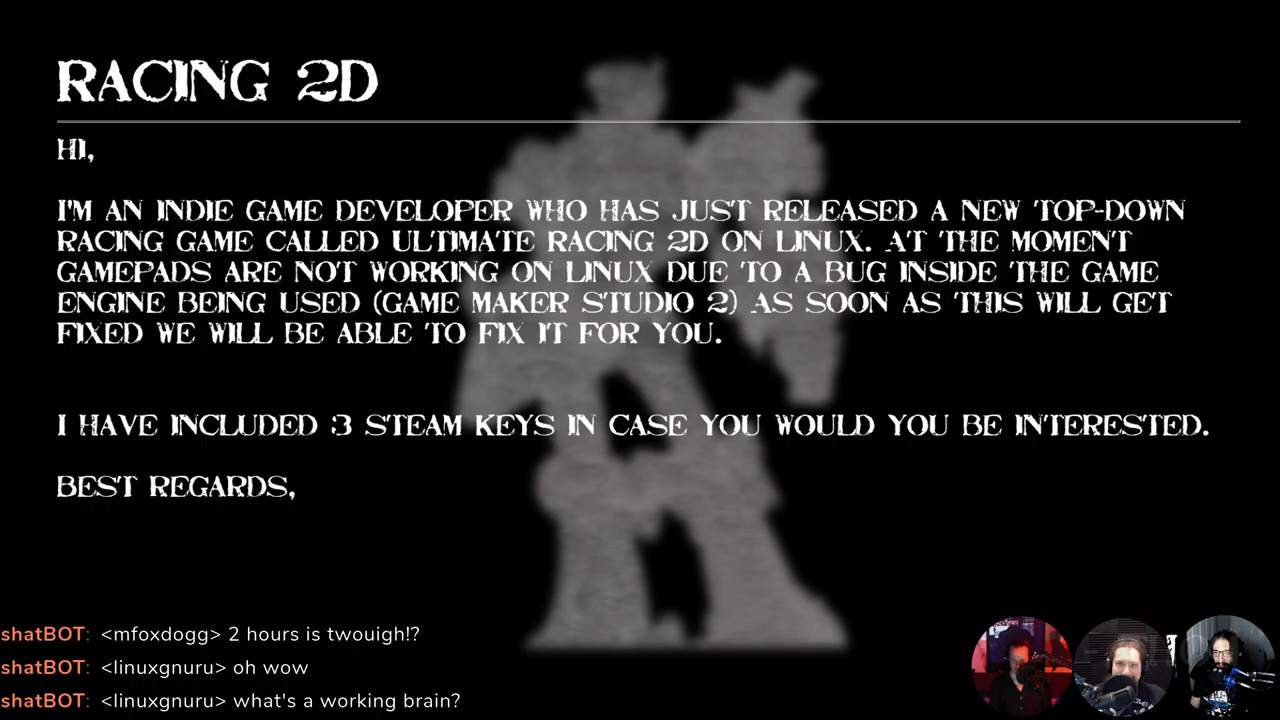 RACING 2D
HI,
I'M AN INDIE GAME DEVELOPER WHO HAS JUST RELEASED A NEW TOP-DOWN
RACING GAME CALLED ULTIMATE RACING 2D ON LINUX. AT THE MOMENT
GAMEPADS ARE NOT WORKING ON LINUX DUE TO A BUG INSIDE THE GAME
ENGINE BEING USED (GAME MAKER STUDIO 2) AS SOON AS THIS WILL GET
FIXED WE WILL BE ABLE TO FIX IT FOR YOU.
I HAVE INCLUDED 3 STEAM KEYS IN CASE YOU WOULD YOU BE INTERESTED.
BEST REGARDS,
shatBOT: <mfoxdogg> 2 hours is twouigh!?
shatBOT: <linuxgnuru> oh wow
shatBOT: <linuxgnuru> what's a working brain?